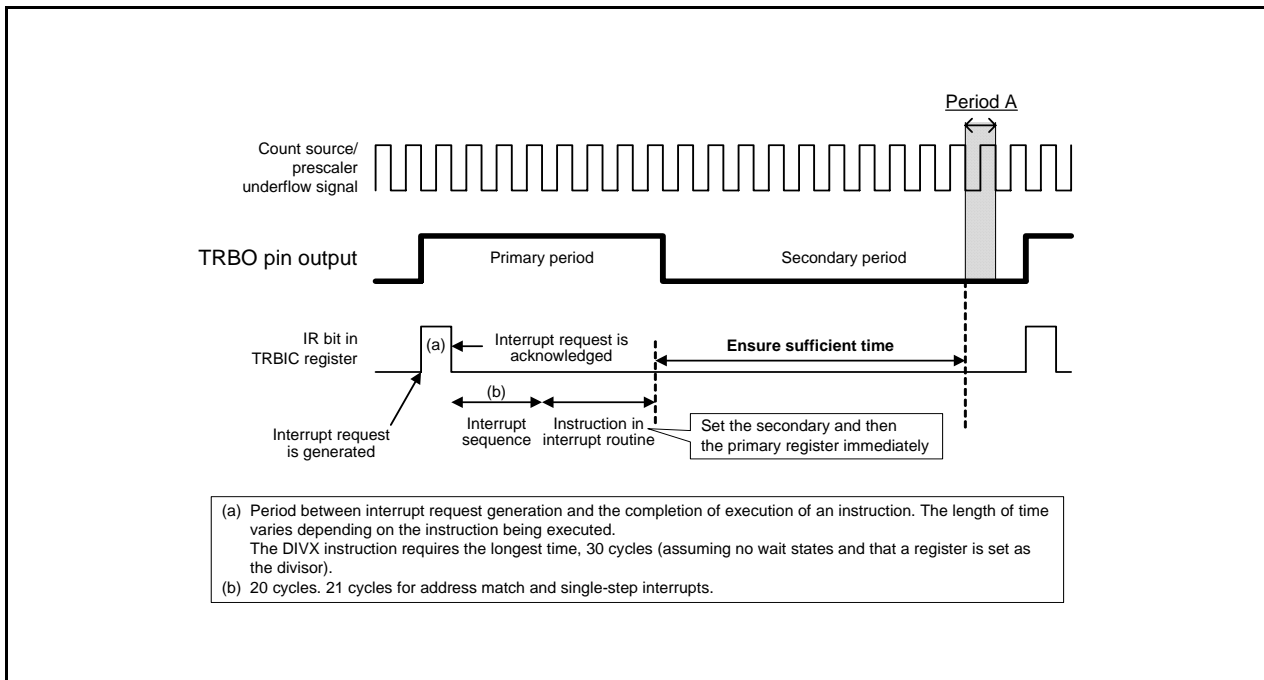 Period A
Count source/
prescaler
underflow signal
TRBO pin output
Primary period
Secondary period
IR bit in
TRBIC register
(a)
Interrupt request is
acknowledged
Ensure sufficient time
(b)
Interrupt
sequence
Instruction in
interrupt routine
Set the secondary and then
the primary register immediately
Interrupt request
is generated
(a) Period between interrupt request generation and the completion of execution of an instruction. The length of time
varies depending on the instruction being executed.
The DIVX instruction requires the longest time, 30 cycles (assuming no wait states and that a register is set as
the divisor).
(b) 20 cycles. 21 cycles for address match and single-step interrupts.